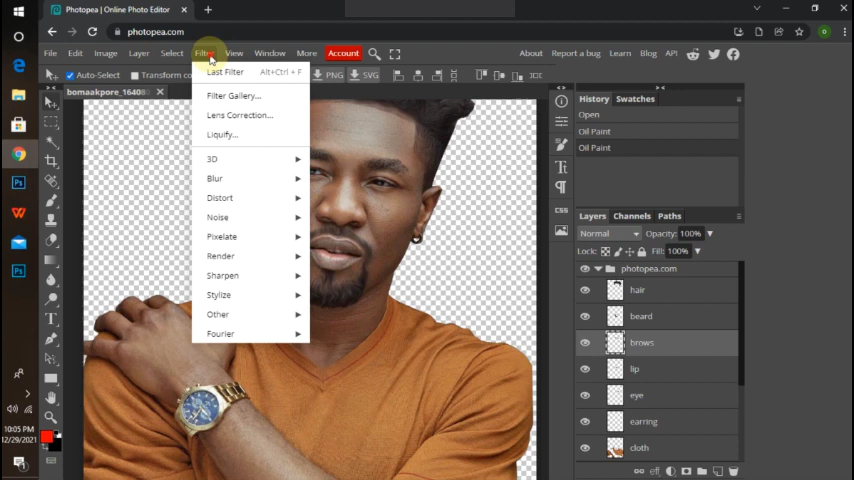 Photopea | Online Photo Editor
photopea.com
File Edit Image Layer Select Filter View Window More Account About Report a bug Learn Blog API
Auto-Select Transform co PNG SVG
bomaakpore_16408
Last Filter Alt+Ctrl + F
Filter Gallery...
Lens Correction...
Liquify...
3D
Blur
Distort
Noise
Pixelate
Render
Sharpen
Stylize
Other
Fourier
History Swatches
Open
Oil Paint
Oil Paint
CSS
Layers Channels Paths
Normal Opacity: 100%
Lock: Fill: 100%
photopea.com
hair
beard
brows
lip
eye
earring
cloth
eff
10:05 PM
12/29/2021